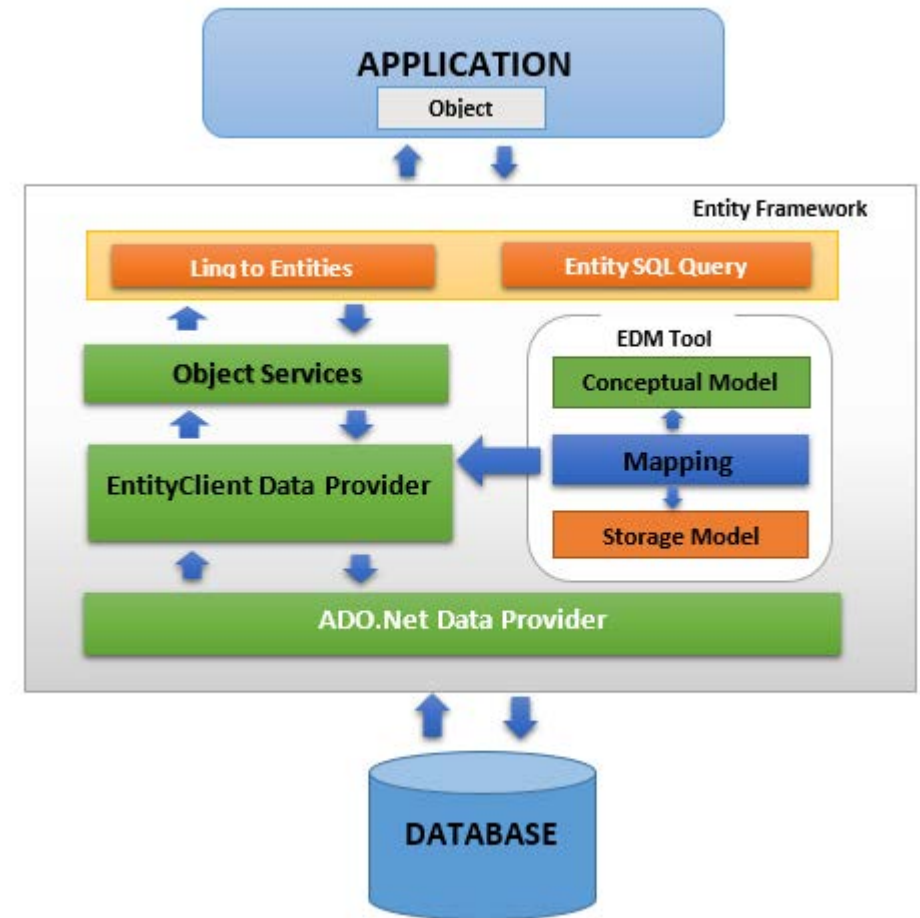 APPLICATION
Object
Entity Framework
Linq to Entities
Entity SQL Query
EDM Tool
Object Services
Conceptual Model
EntityClient Data Provider
Mapping
Storage Model
ADO.Net Data Provider
DATABASE